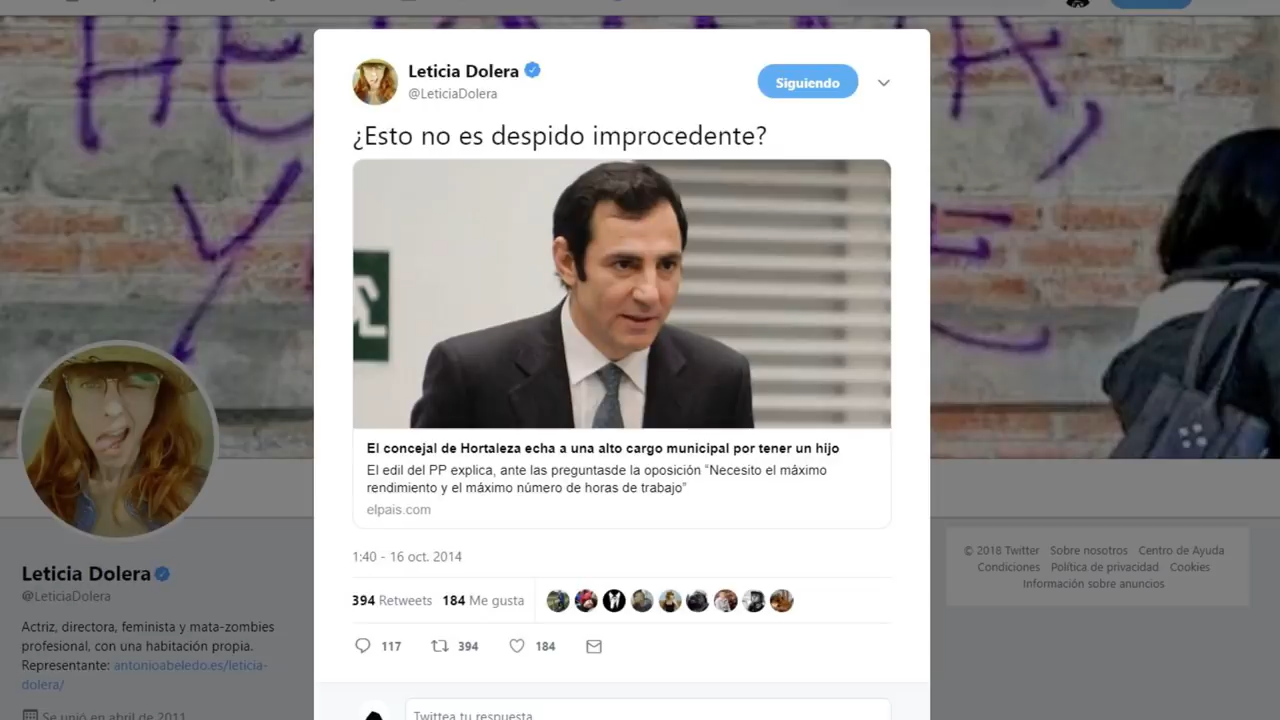 Leticia Dolera
@LeticiaDolera
Siguiendo
¿Esto no es despido improcedente?
El concejal de Hortaleza echa a una alto cargo municipal por tener un hijo
El edil del PP explica, ante las preguntasde la oposición “Necesito el máximo
rendimiento y el máximo número de horas de trabajo”
elpais.com
1:40 - 16 oct. 2014
394 Retweets 184 Me gusta
117 394 184
Twittea tu respuesta
Leticia Dolera
@LeticiaDolera
Actriz, directora, feminista y mata-zombies
profesional, con una habitación propia.
Representante: antonioabeledo.es/leticia-
dolera/
Se unió en abril de 2011
© 2018 Twitter Sobre nosotros Centro de Ayuda
Condiciones Política de privacidad Cookies
Información sobre anuncios